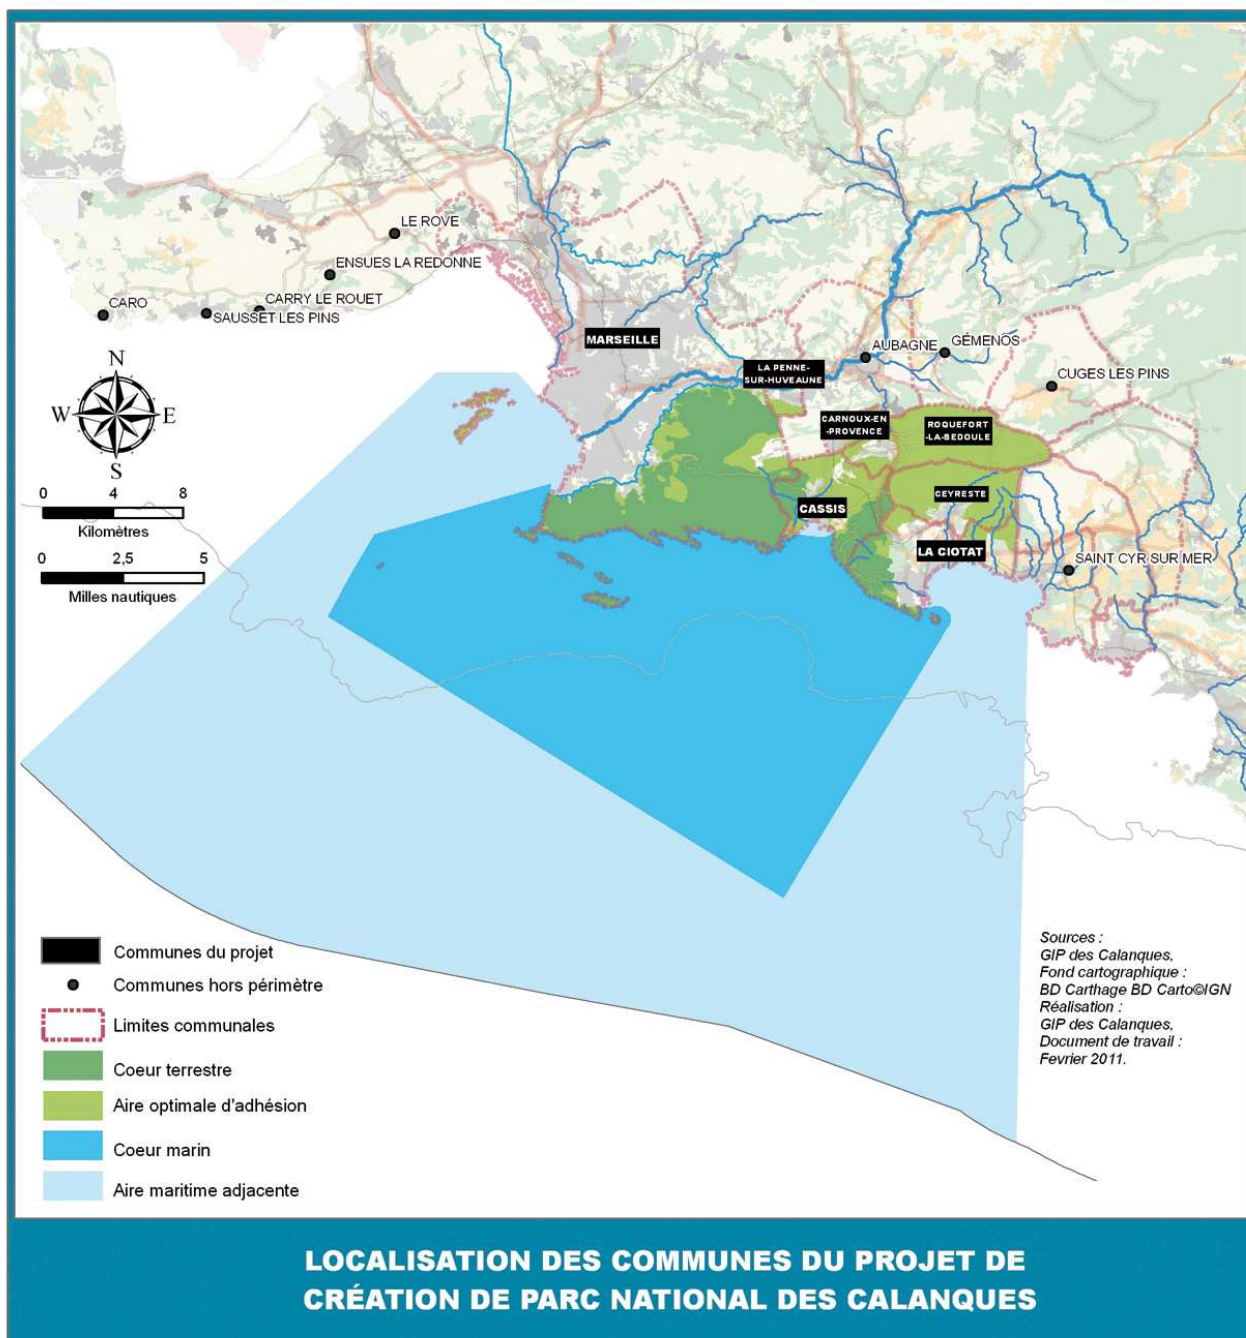 LE ROVE
ENSUES LA REDONNE
CARO
CARRY LE ROUET
SAUSSET LES PINS
MARSEILLE
LA PENNE-
SUR-HUVEAUNE
AUBAGNE
GÉMENOS
CUGES LES PINS
CARNOUX-EN
-PROVENCE
ROQUEFORT
-LA-BEDOULE
CEYRESTE
CASSIS
LA CIOTAT
SAINT CYR SUR MER
N
W E
S
0 4 8
Kilomètres
0 2,5 5
Milles nautiques
Communes du projet
Communes hors périmètre
Limites communales
Coeur terrestre
Aire optimale d'adhésion
Coeur marin
Aire maritime adjacente
Sources :
GIP des Calanques,
Fond cartographique :
BD Carthage BD Carto©IGN
Réalisation :
GIP des Calanques,
Document de travail :
Fevrier 2011.
LOCALISATION DES COMMUNES DU PROJET DE
CRÉATION DE PARC NATIONAL DES CALANQUES